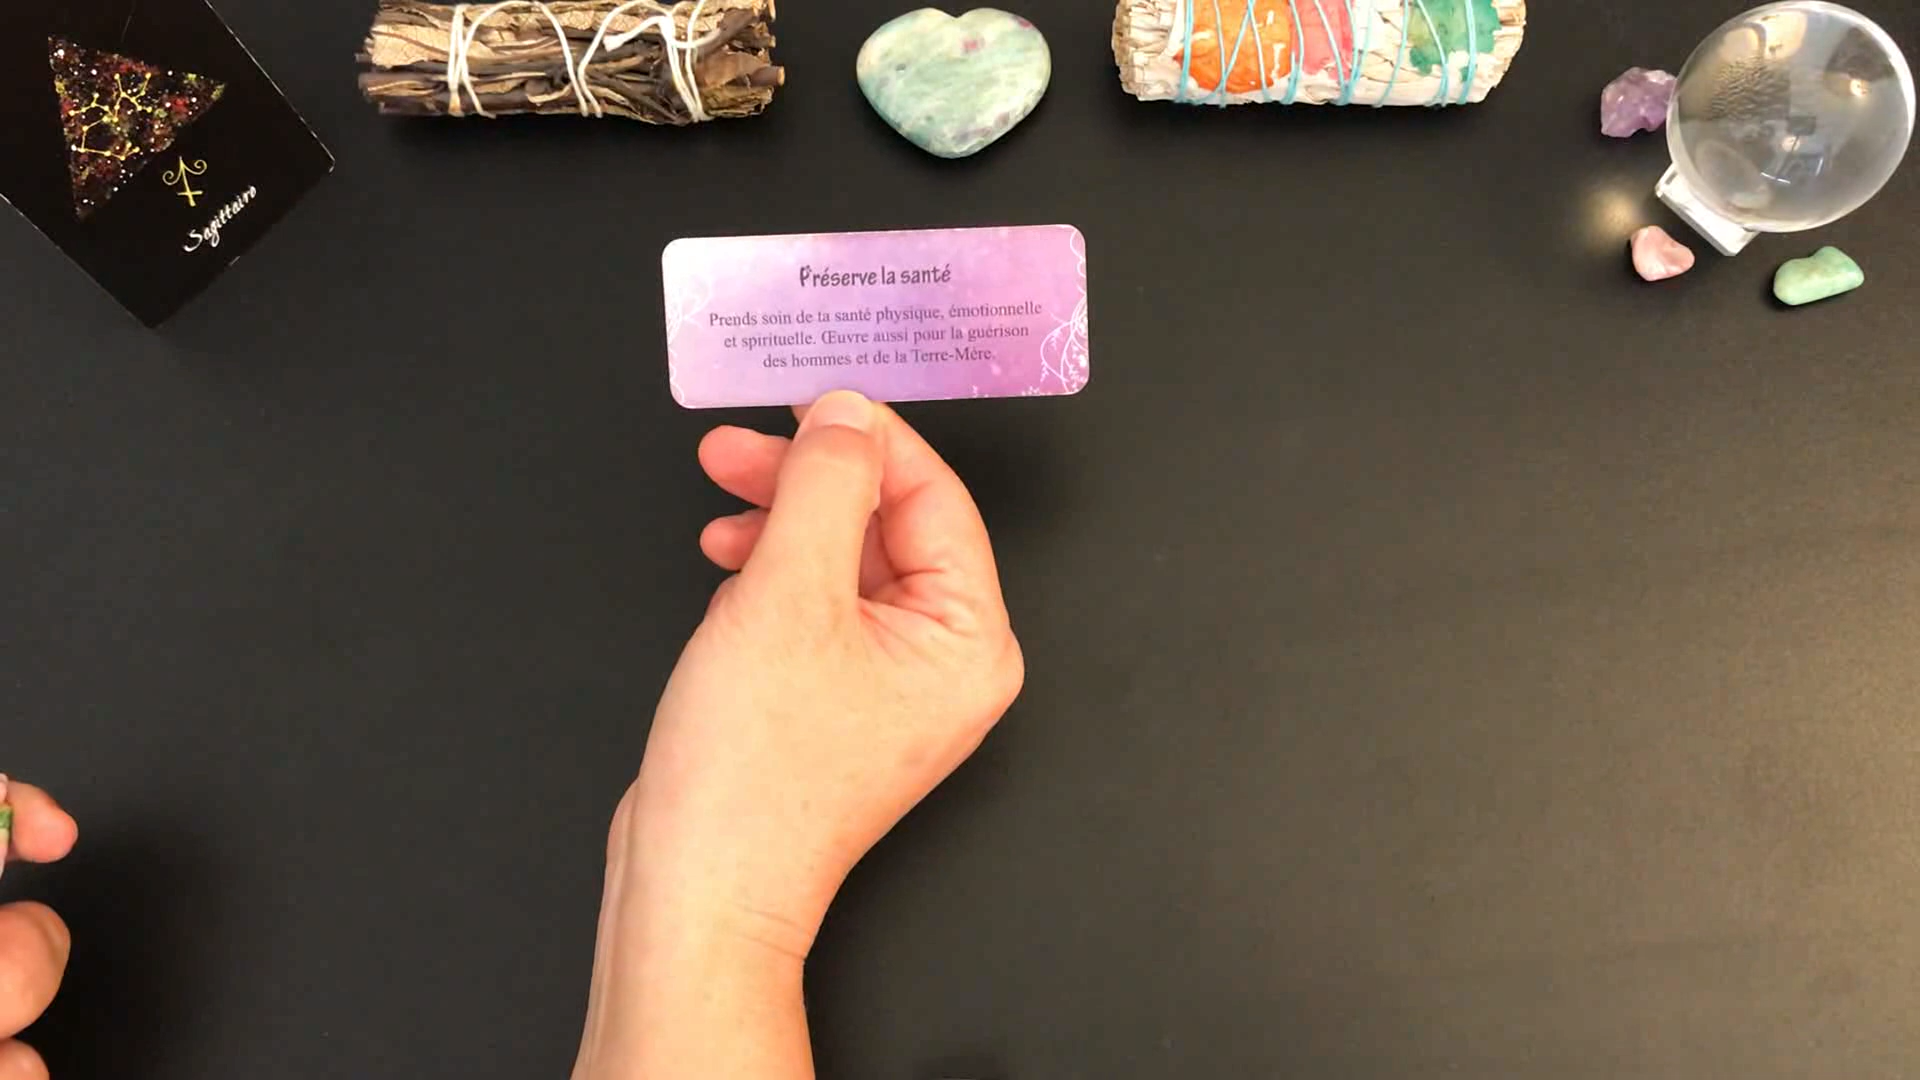 Sagittaire
Préserve la santé
Prends soin de ta santé physique, émotionnelle
et spirituelle. Œuvre aussi pour la guérison
des hommes et de la Terre-Mère.